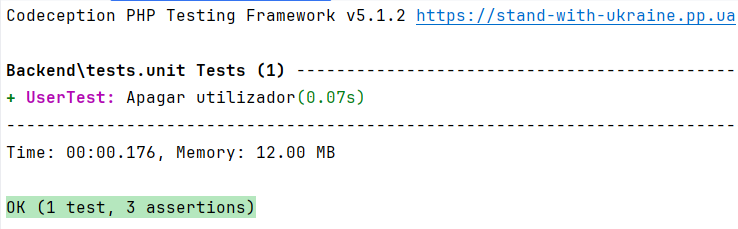 Codeception PHP Testing Framework v5.1.2 https://stand-with-ukraine.pp.ua
Backend\tests.unit Tests (1) --------------------------------------------
+ UserTest: Apagar utilizador(0.07s)
-------------------------------------------------------------------------
Time: 00:00.176, Memory: 12.00 MB
OK (1 test, 3 assertions)